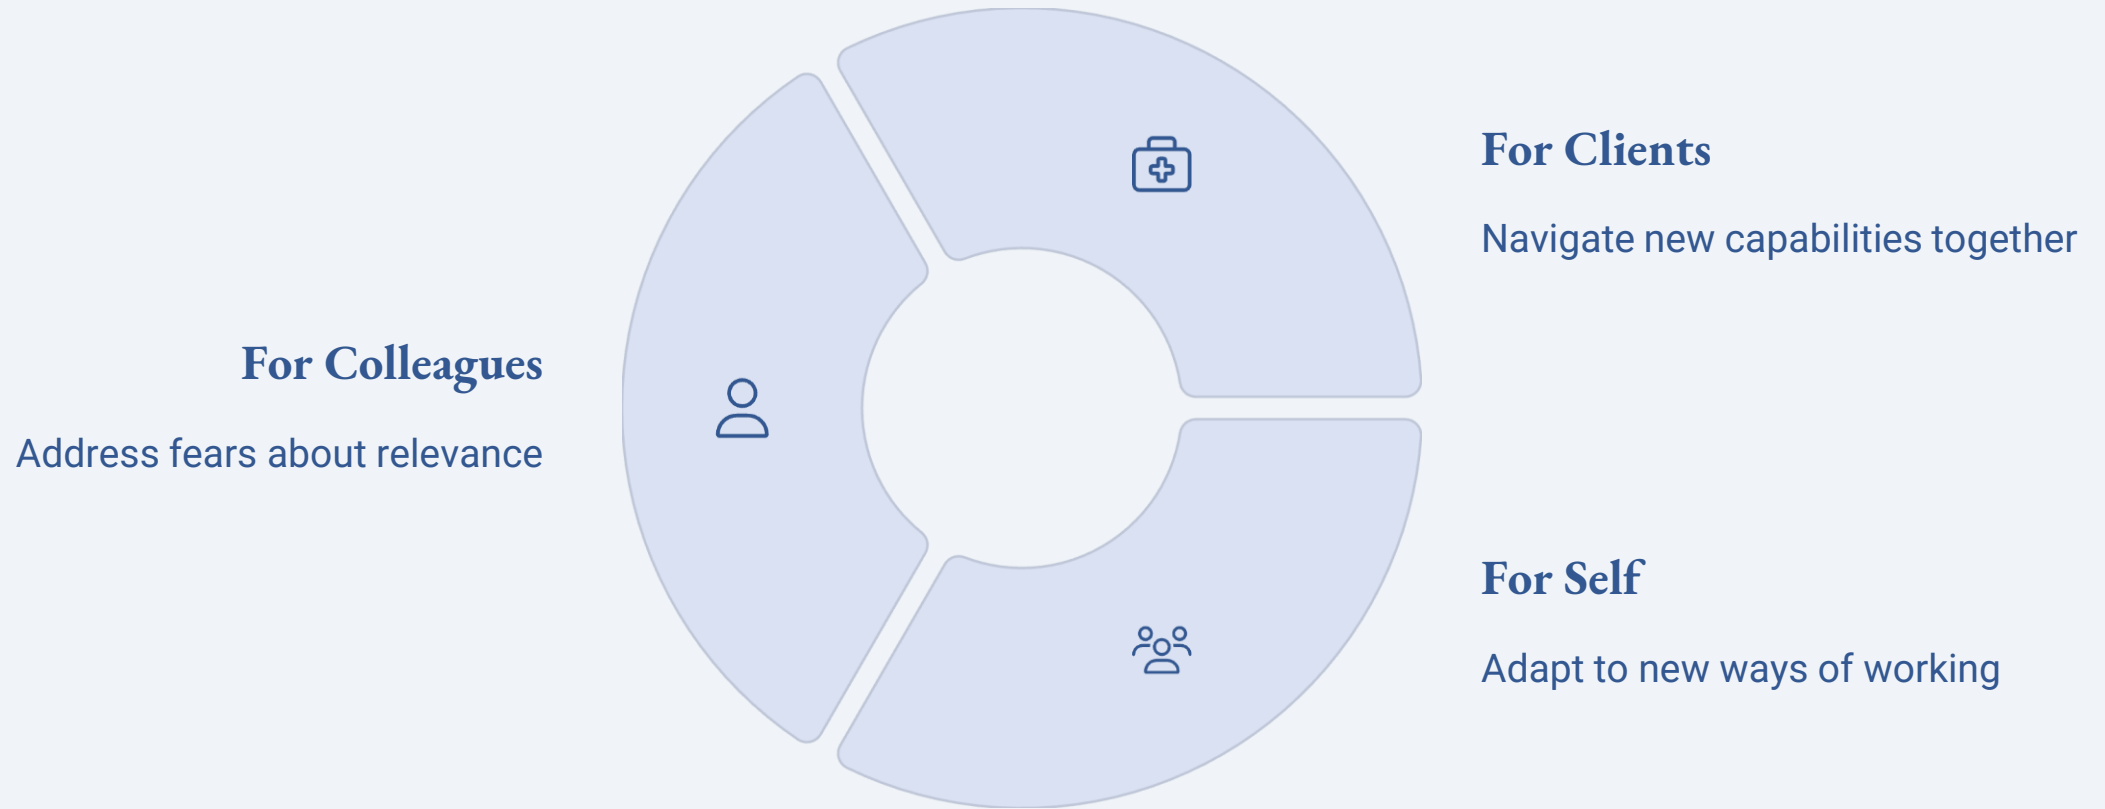 For Clients
Navigate new capabilities together
For Colleagues
Address fears about relevance
For Self
Adapt to new ways of working